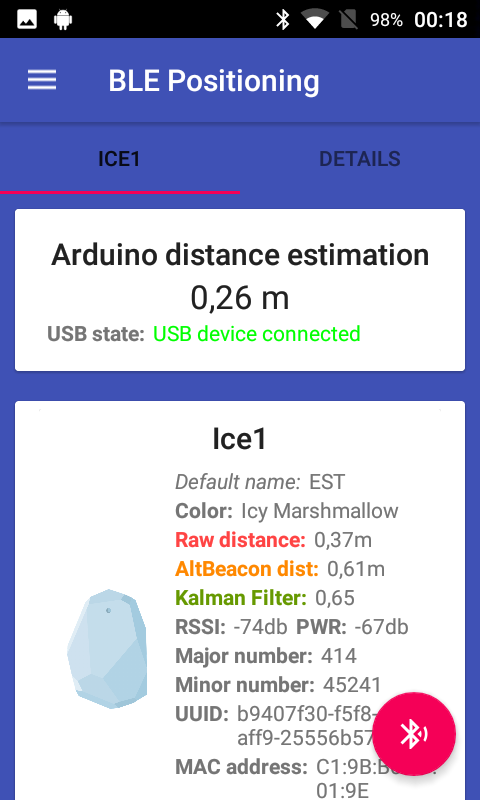 98% 00:18
BLE Positioning
ICE1 DETAILS
Arduino distance estimation
0,26 m
USB state: USB device connected
Ice1
Default name: EST
Color: Icy Marshmallow
Raw distance: 0,37m
AltBeacon dist: 0,61m
Kalman Filter: 0,65
RSSI: -74db PWR: -67db
Major number: 414
Minor number: 45241
UUID: b9407f30-f5f8-
aff9-25556b57
MAC address: C1:9B:B
01:9E